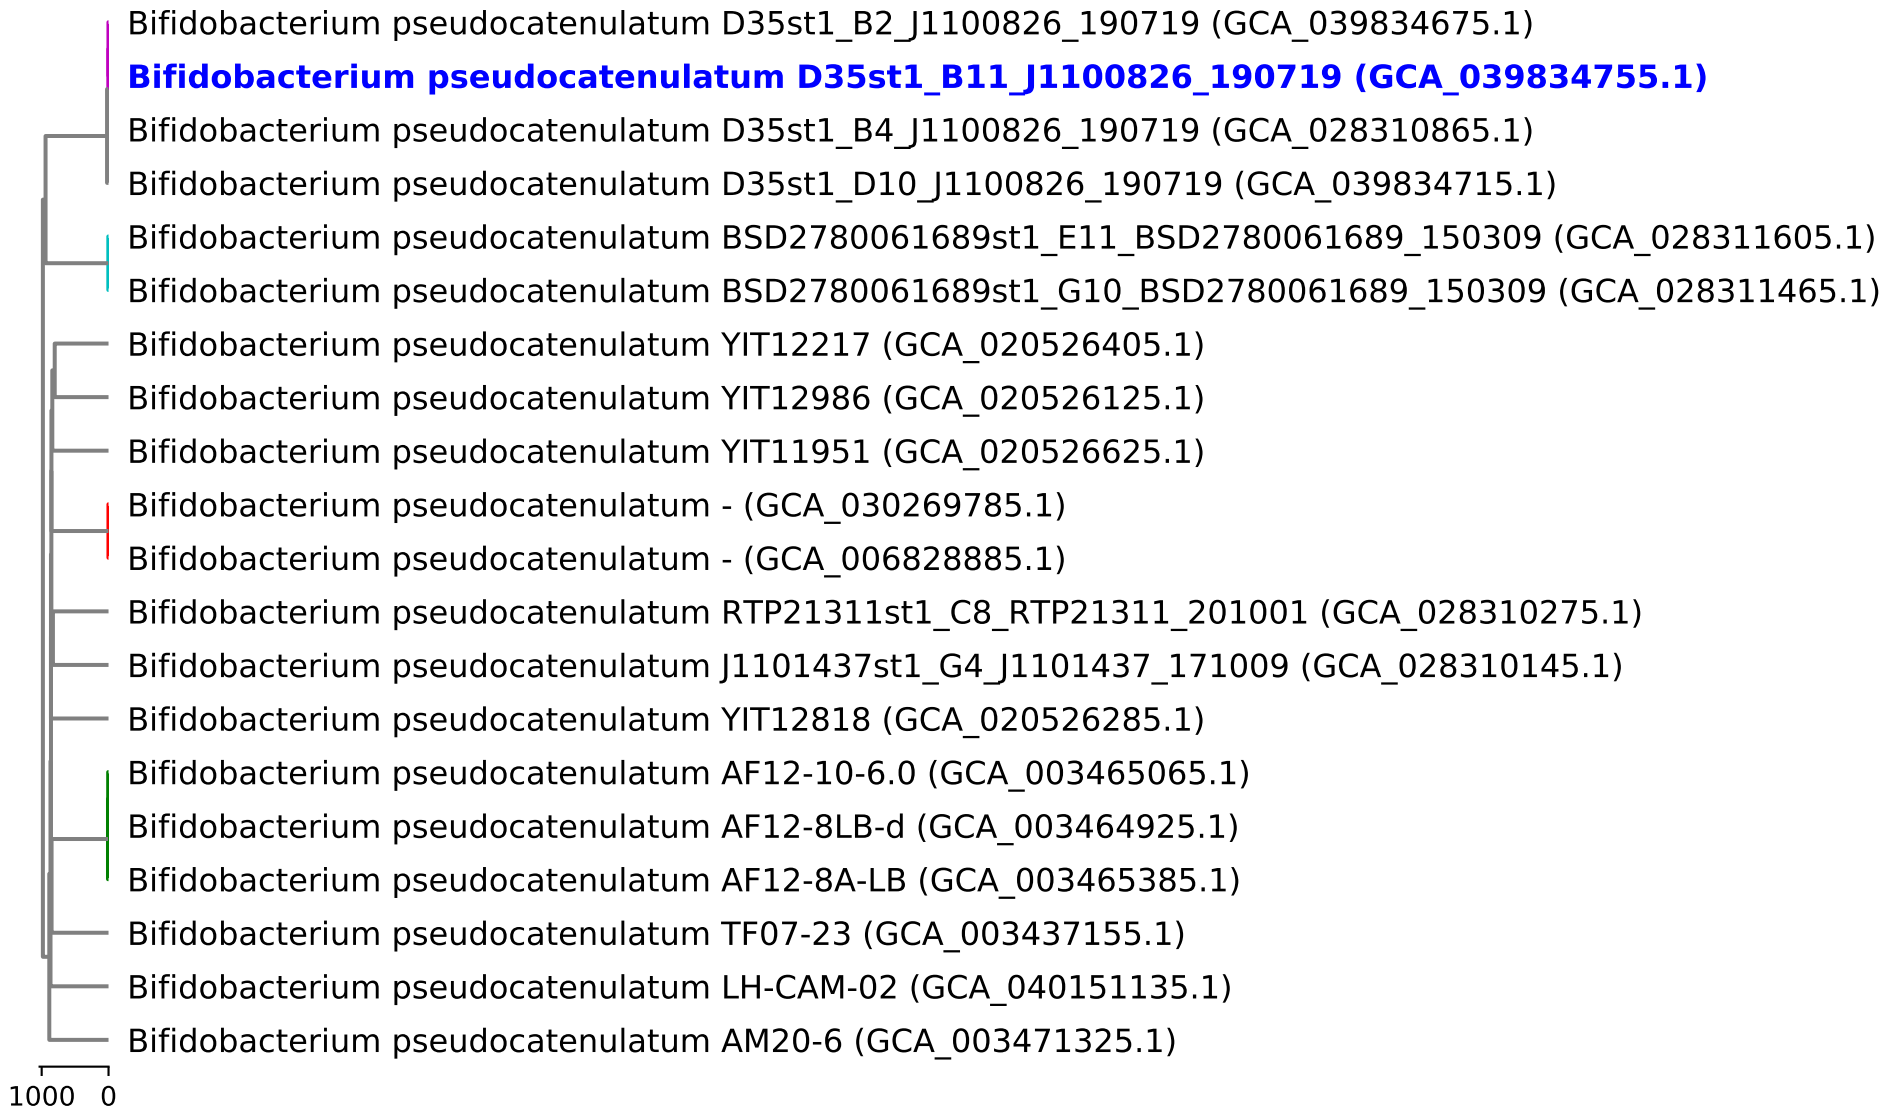 Bifidobacterium pseudocatenulatum D35st1_B2_J1100826_190719 (GCA_039834675.1)
Bifidobacterium pseudocatenulatum D35st1_B11_J1100826_190719 (GCA_039834755.1)
Bifidobacterium pseudocatenulatum D35st1_B4_J1100826_190719 (GCA_028310865.1)
Bifidobacterium pseudocatenulatum D35st1_D10_J1100826_190719 (GCA_039834715.1)
Bifidobacterium pseudocatenulatum BSD2780061689st1_E11_BSD2780061689_150309 (GCA_028311605.1)
Bifidobacterium pseudocatenulatum BSD2780061689st1_G10_BSD2780061689_150309 (GCA_028311465.1)
Bifidobacterium pseudocatenulatum YIT12217 (GCA_020526405.1)
Bifidobacterium pseudocatenulatum YIT12986 (GCA_020526125.1)
Bifidobacterium pseudocatenulatum YIT11951 (GCA_020526625.1)
Bifidobacterium pseudocatenulatum - (GCA_030269785.1)
Bifidobacterium pseudocatenulatum - (GCA_006828885.1)
Bifidobacterium pseudocatenulatum RTP21311st1_C8_RTP21311_201001 (GCA_028310275.1)
Bifidobacterium pseudocatenulatum J1101437st1_G4_J1101437_171009 (GCA_028310145.1)
Bifidobacterium pseudocatenulatum YIT12818 (GCA_020526285.1)
Bifidobacterium pseudocatenulatum AF12-10-6.0 (GCA_003465065.1)
Bifidobacterium pseudocatenulatum AF12-8LB-d (GCA_003464925.1)
Bifidobacterium pseudocatenulatum AF12-8A-LB (GCA_003465385.1)
Bifidobacterium pseudocatenulatum TF07-23 (GCA_003437155.1)
Bifidobacterium pseudocatenulatum LH-CAM-02 (GCA_040151135.1)
Bifidobacterium pseudocatenulatum AM20-6 (GCA_003471325.1)
1000 0